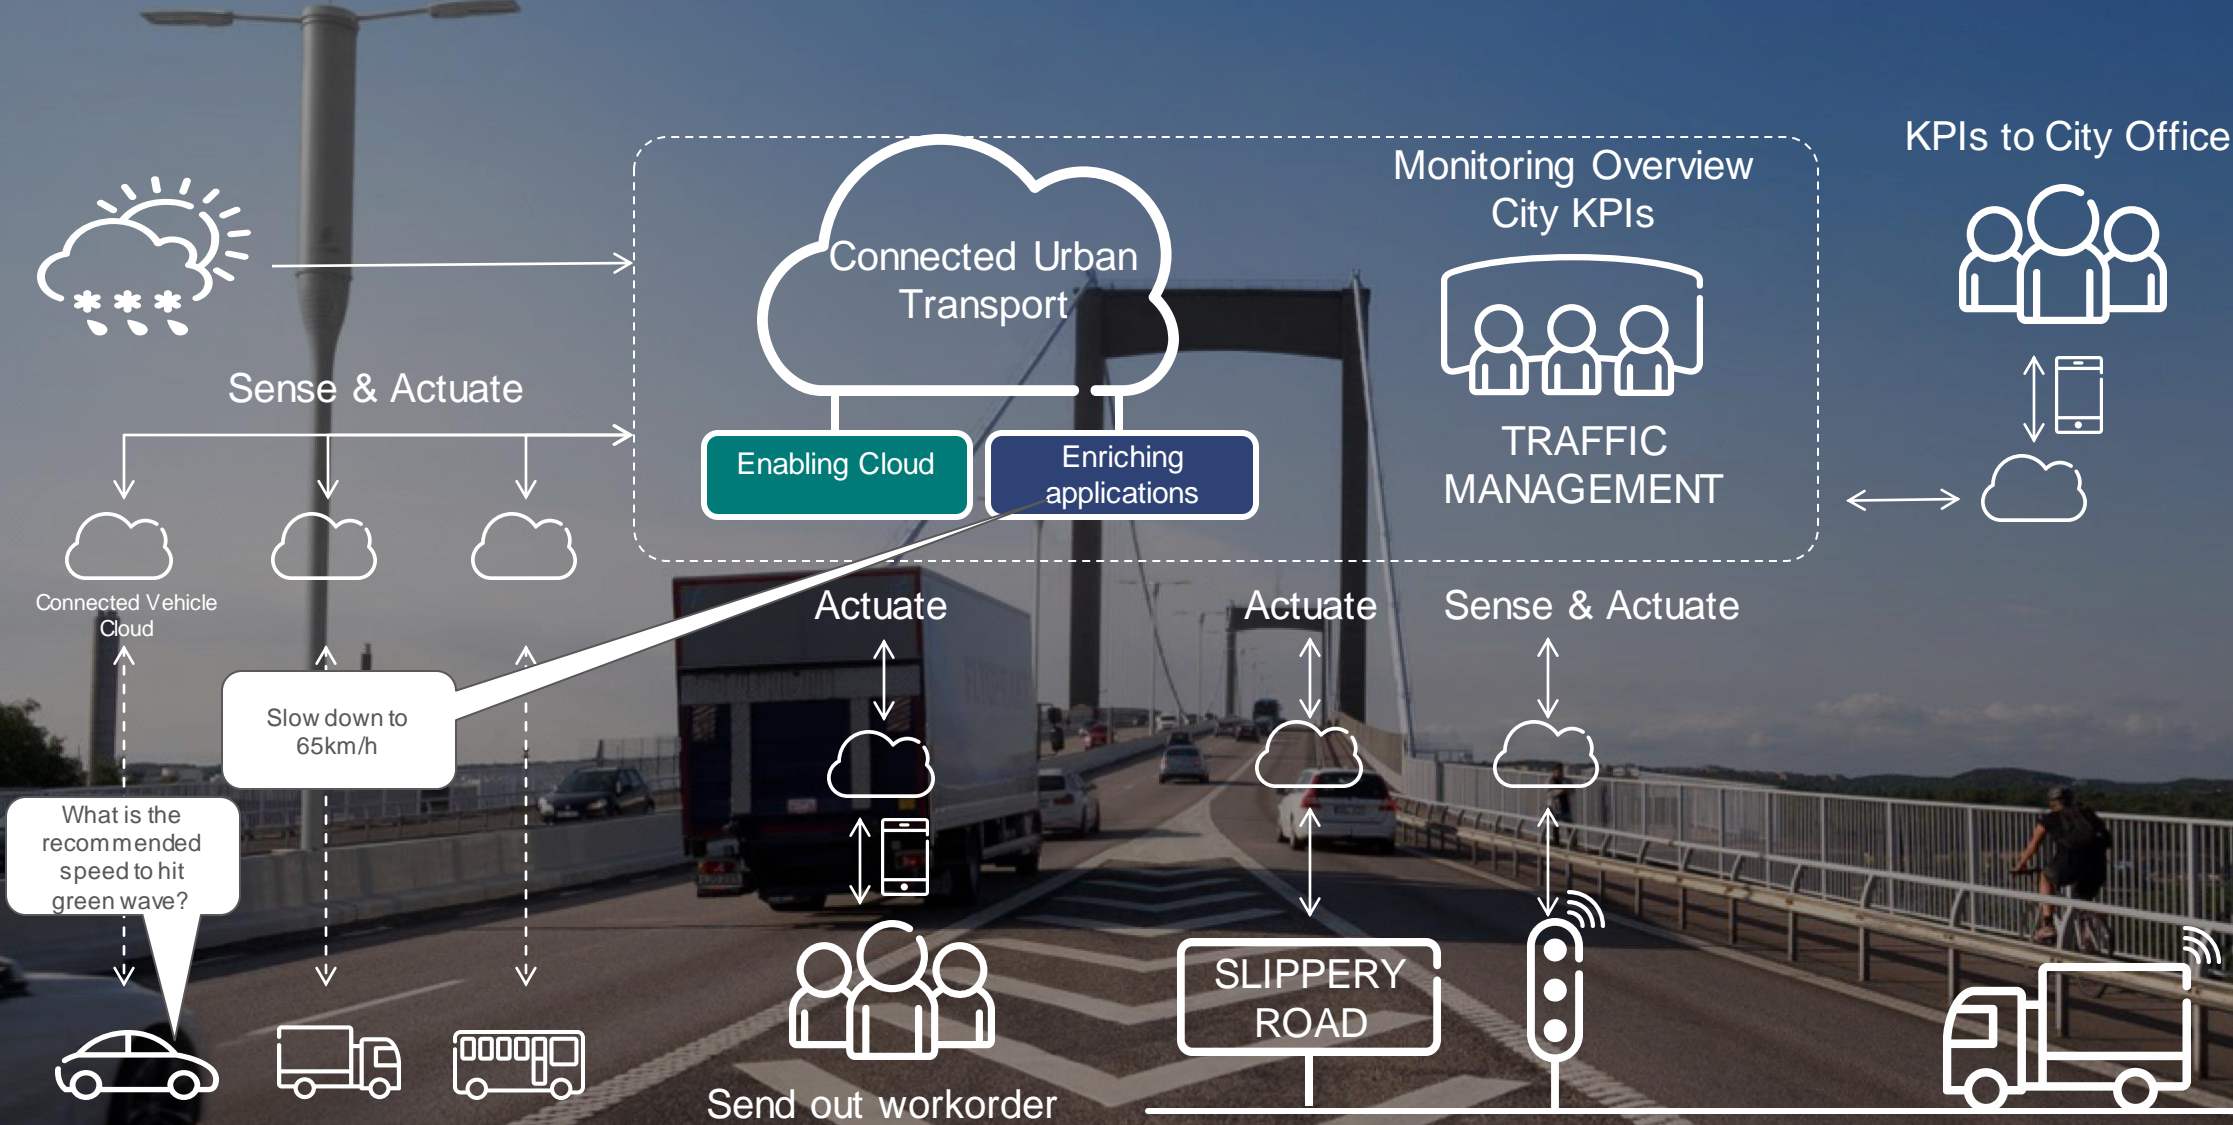 KPIs to City Office
Monitoring Overview
City KPIs
Connected Urban
Transport
Sense & Actuate
TRAFFIC
MANAGEMENT
Enabling Cloud
Enriching
applications
Connected Vehicle
Cloud
Actuate
Actuate
Sense & Actuate
Slow down to
65km/h
What is the
recommended
speed to hit
green wave?
SLIPPERY
ROAD
Send out workorder